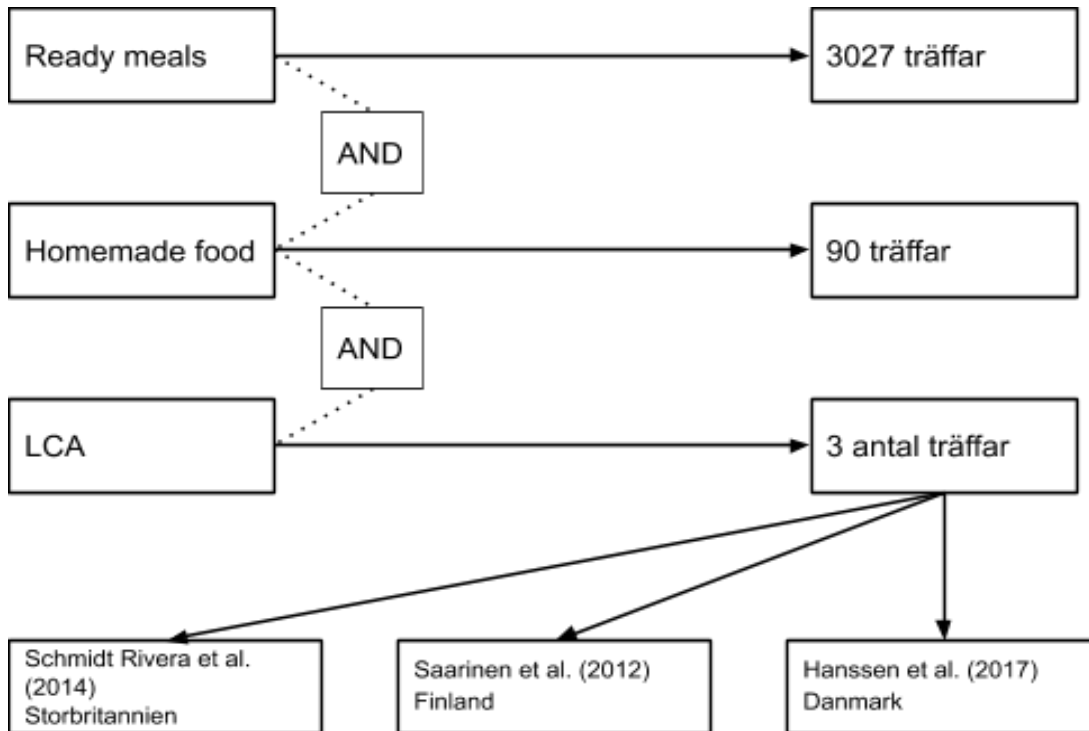 Ready meals
3027 träffar
AND
Homemade food
90 träffar
AND
LCA
3 antal träffar
Schmidt Rivera et al.
(2014)
Storbritannien
Saarinen et al. (2012)
Finland
Hanssen et al. (2017)
Danmark